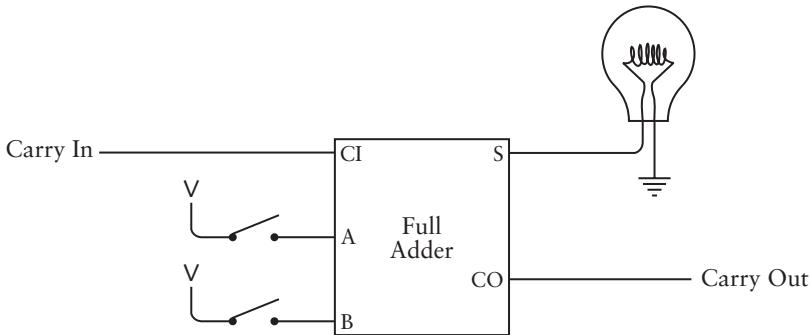 Carry In
CI
S
V
A
Full
Adder
CO
Carry Out
V
B